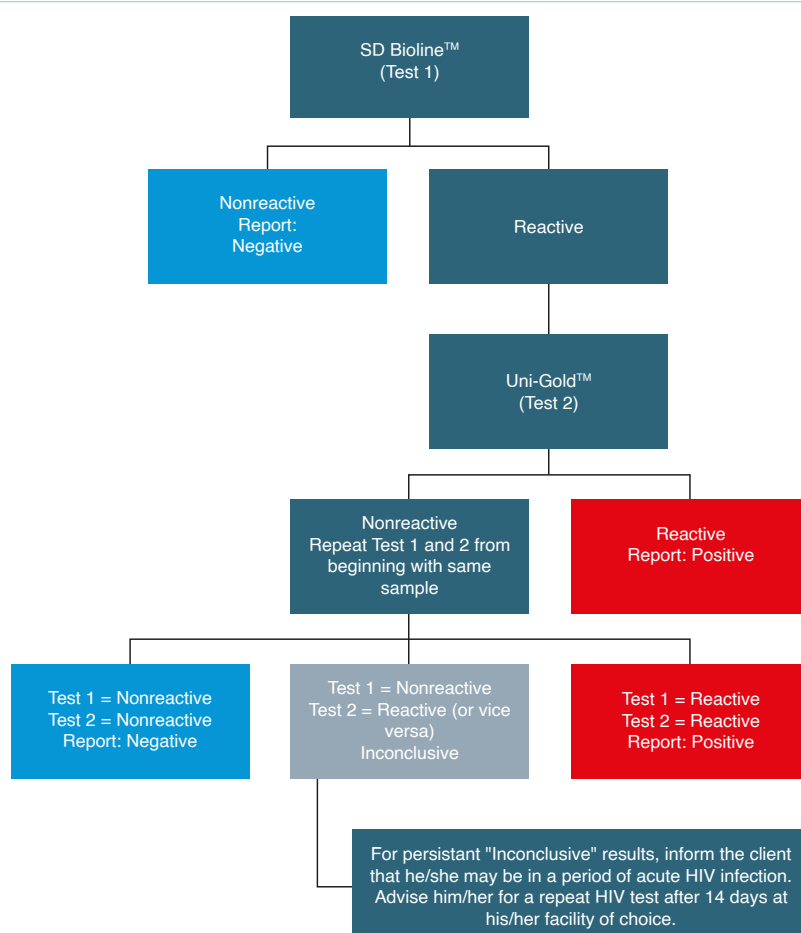 SD Bioline™
(Test 1)
Nonreactive
Report:
Negative
Reactive
Uni-Gold™
(Test 2)
Nonreactive
Repeat Test 1 and 2 from
beginning with same
sample
Reactive
Report: Positive
Test 1 = Nonreactive
Test 2 = Nonreactive
Report: Negative
Test 1 = Nonreactive
Test 2 = Reactive (or vice
versa)
Inconclusive
Test 1 = Reactive
Test 2 = Reactive
Report: Positive
For persistant "Inconclusive" results, inform the client
that he/she may be in a period of acute HIV infection.
Advise him/her for a repeat HIV test after 14 days at
his/her facility of choice.